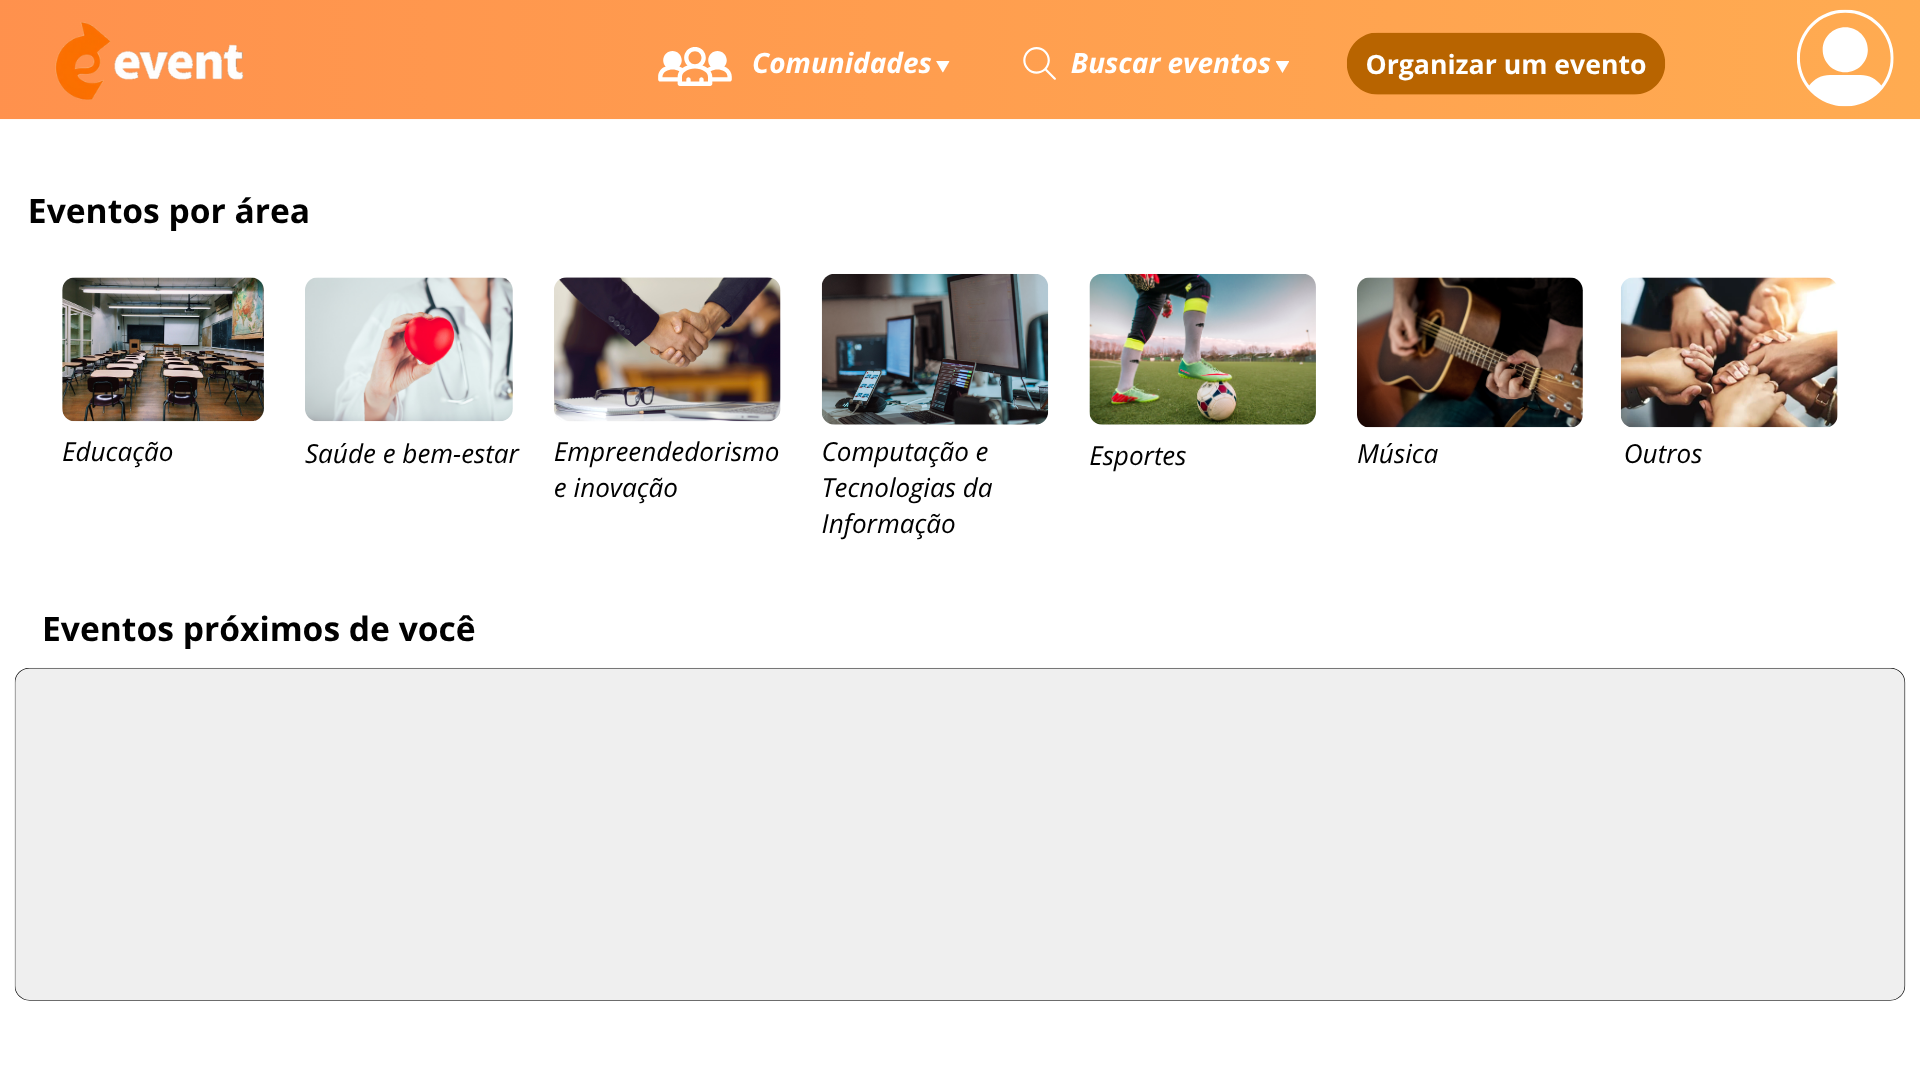 event
Comunidades
Buscar eventos
Organizar um evento
Eventos por área
Educação
Saúde e bem-estar
Empreendedorismo
e inovação
Computação e
Tecnologias da
Informação
Esportes
Música
Outros
Eventos próximos de você